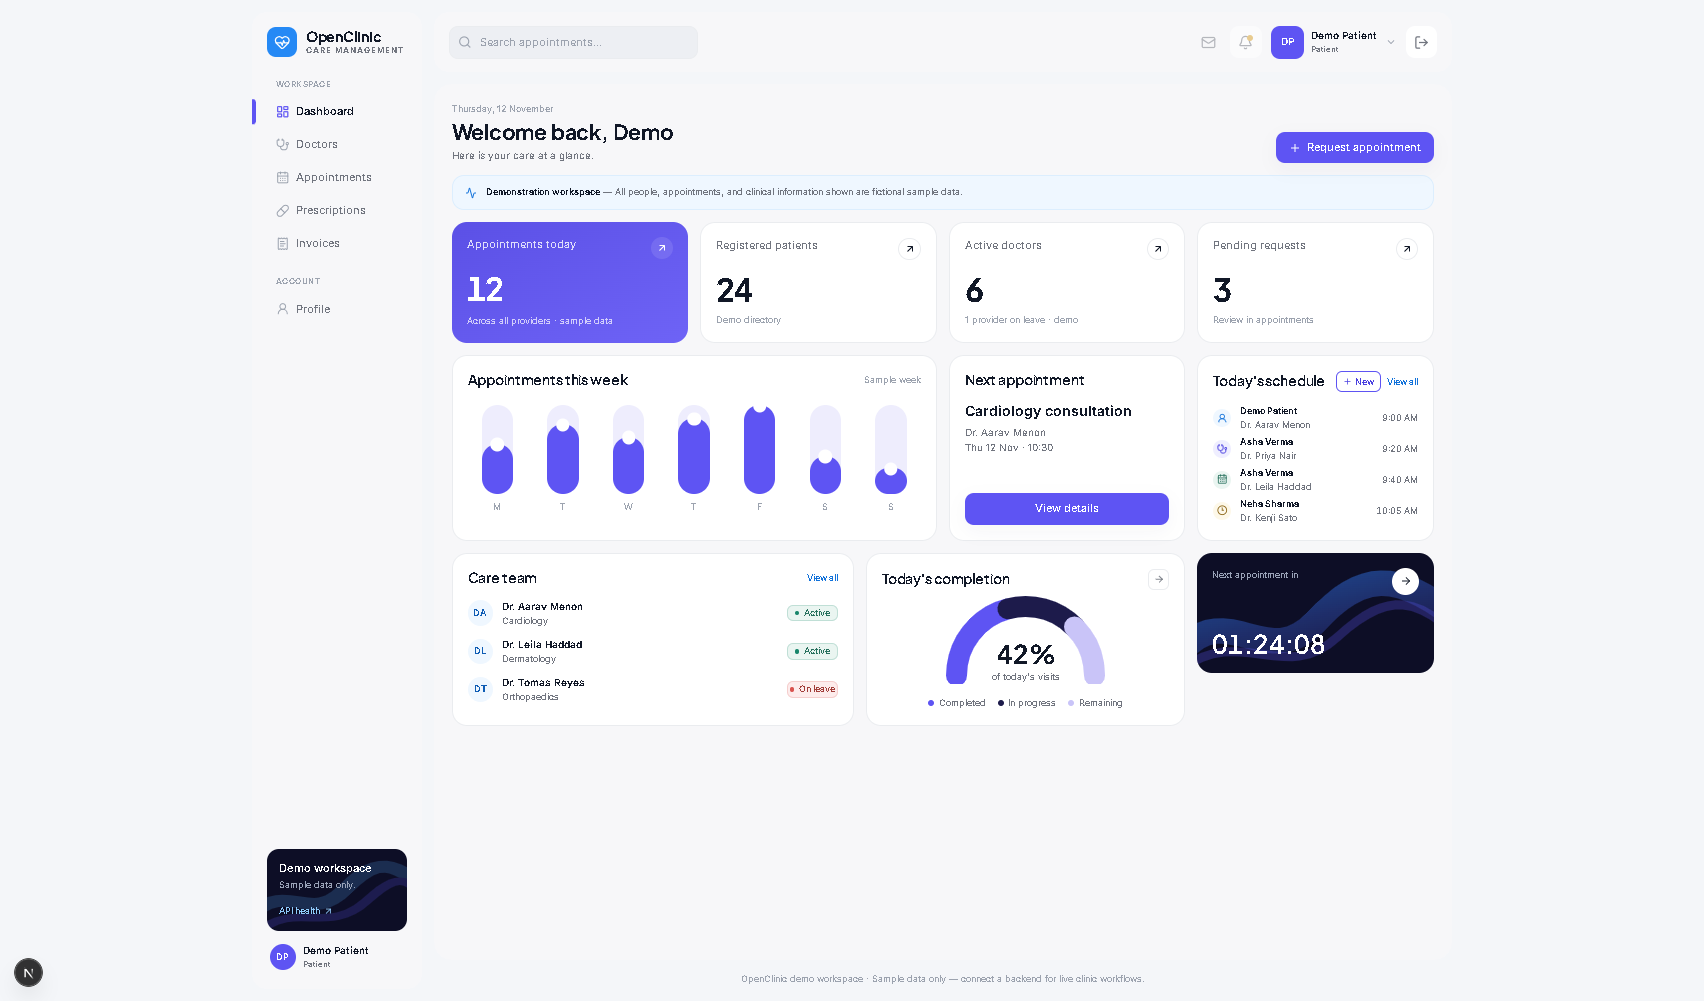 OpenClinic
CARE MANAGEMENT
Search appointments...
DP
Demo Patient
Patient
WORKSPACE
Dashboard
Doctors
Appointments
Prescriptions
Invoices
ACCOUNT
Profile
Thursday, 12 November
Welcome back, Demo
Here is your care at a glance.
Request appointment
Demonstration workspace — All people, appointments, and clinical information shown are fictional sample data.
Appointments today
12
Across all providers · sample data
Registered patients
24
Demo directory
Active doctors
6
1 provider on leave · demo
Pending requests
3
Review in appointments
Appointments this week
Sample week
M T W T F S S
Next appointment
Cardiology consultation
Dr. Aarav Menon
Thu 12 Nov · 10:30
View details
Today's schedule
+ New
View all
Demo Patient
Dr. Aarav Menon
9:00 AM
Asha Verma
Dr. Priya Nair
9:20 AM
Asha Verma
Dr. Leila Haddad
9:40 AM
Neha Sharma
Dr. Kenji Sato
10:05 AM
Care team
View all
DA
Dr. Aarav Menon
Cardiology
Active
DL
Dr. Leila Haddad
Dermatology
Active
DT
Dr. Tomas Reyes
Orthopaedics
On leave
Today's completion
42%
of today's visits
Completed
In progress
Remaining
Next appointment in
01:24:08
Demo workspace
Sample data only.
API health
DP
Demo Patient
Patient
N
OpenClinic demo workspace · Sample data only — connect a backend for live clinic workflows.